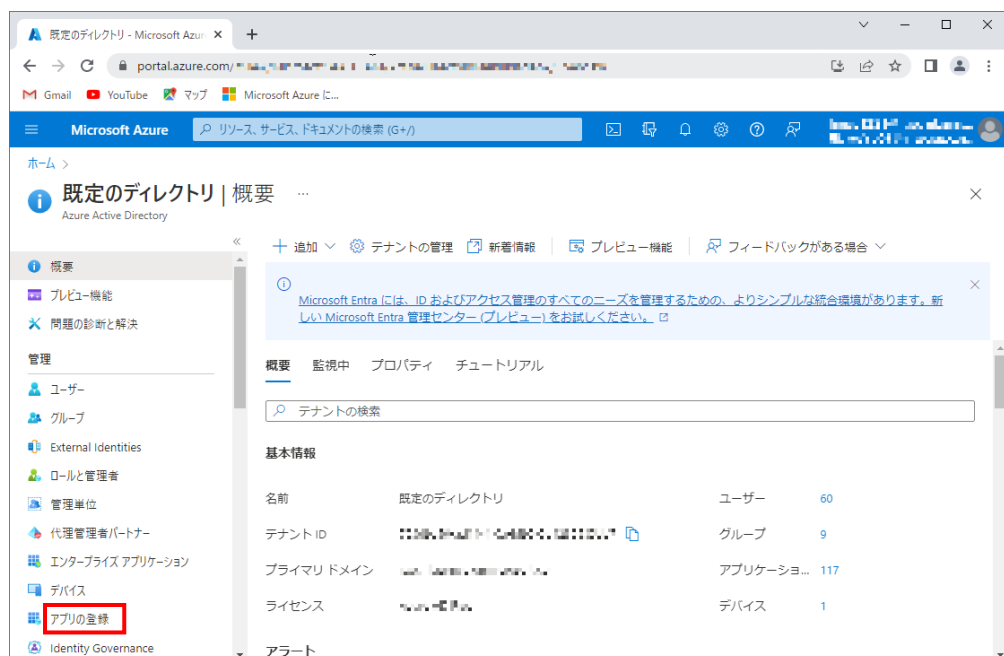 既定のディレクトリ - Microsoft Azur
portal.azure.com/
Gmail YouTube マップ Microsoft Azure に...
Microsoft Azure リソース、サービス、ドキュメントの検索 (G+/)
ホーム >
既定のディレクトリ | 概要 ...
Azure Active Directory
概要
プレビュー機能
問題の診断と解決
管理
ユーザー
グループ
External Identities
ロールと管理者
管理単位
代理管理者パートナー
エンタープライズ アプリケーション
デバイス
アプリの登録
Identity Governance
追加 テナントの管理 新着情報 プレビュー機能 フィードバックがある場合
Microsoft Entra には、ID およびアクセス管理のすべてのニーズを管理するための、よりシンプルな統合環境があります。新
しい Microsoft Entra 管理センター (プレビュー) をお試しください。
概要 監視中 プロパティ チュートリアル
テナントの検索
基本情報
名前 既定のディレクトリ ユーザー 60
テナント ID グループ 9
プライマリ ドメイン アプリケーショ... 117
ライセンス デバイス 1
アラート